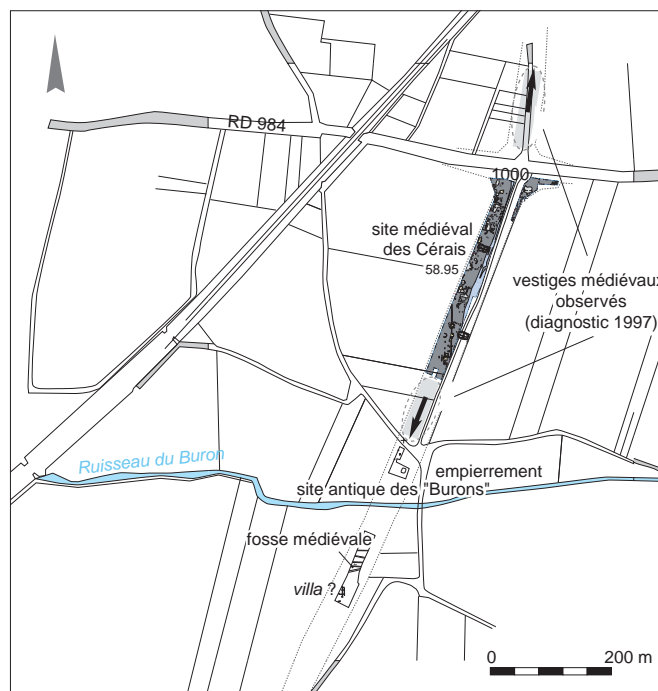 RD 984
1000
site médiéval
des Cérais
58.95
vestiges médiévaux
observés
(diagnostic 1997)
Ruisseau du Buron
empierrement
site antique des "Burons"
fosse médiévale
villa ?
0
200 m